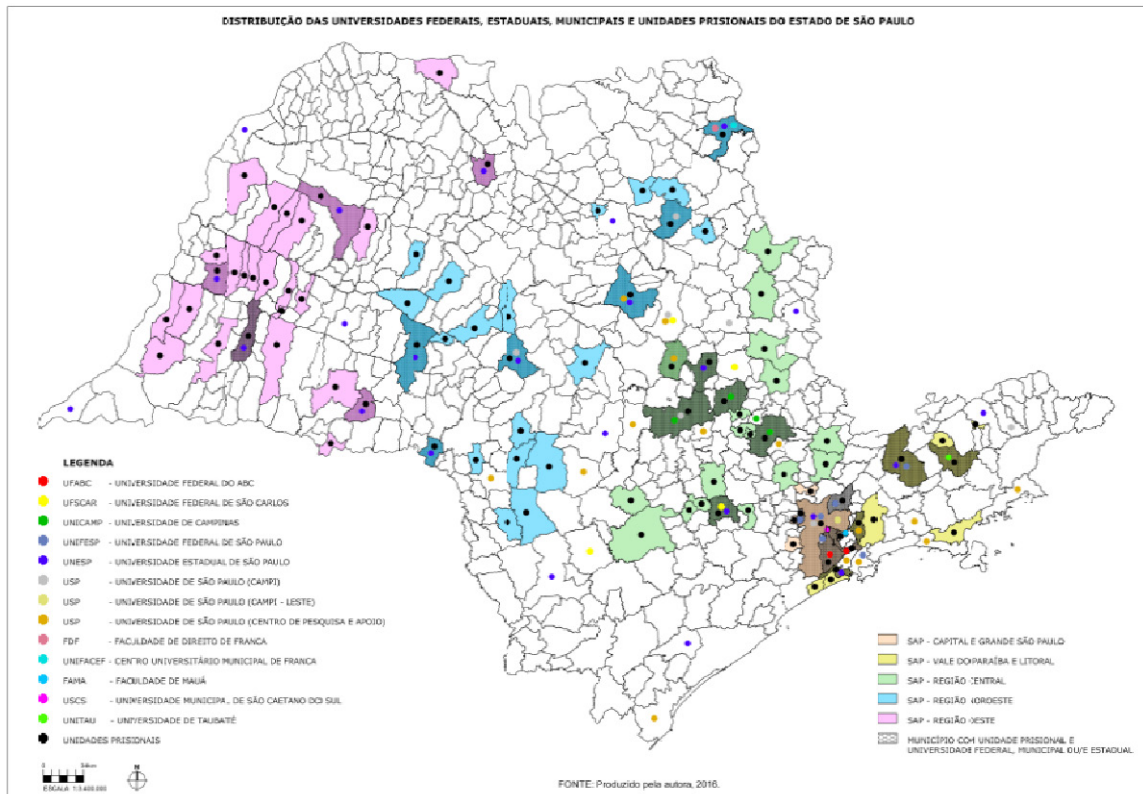 DISTRIBUIÇÃO DAS UNIVERSIDADES FEDERAIS, ESTADUAIS, MUNICIPAIS E UNIDADES PRISIONAIS DO ESTADO DE SÃO PAULO
LEGENDA
UFABC - UNIVERSIDADE FEDERAL DO ABC
UFSCAR - UNIVERSIDADE FEDERAL DE SÃO CARLOS
UNICAMP - UNIVERSIDADE DE CAMPINAS
UNIFESP - UNIVERSIDADE FEDERAL DE SÃO PAULO
UNESP - UNIVERSIDADE ESTADUAL DE SÃO PAULO
USP - UNIVERSIDADE DE SÃO PAULO (CAMPI)
USP - UNIVERSIDADE DE SÃO PAULO (CAMPI - LESTE)
USP - UNIVERSIDADE DE SÃO PAULO (CENTRO DE PESQUISA E APOIO)
FDF - FACULDADE DE DIREITO DE FRANCA
UNIFACEF - CENTRO UNIVERSITÁRIO MUNICIPAL DE FRANCA
FAMA - FACULDADE DE MAUÁ
USCS - UNIVERSIDADE MUNICIPAL DE SÃO CAETANO DO SUL
UNITAU - UNIVERSIDADE DE TAUBATÉ
UNIDADES PRISIONAIS
SAP - CAPITAL E GRANDE SÃO PAULO
SAP - VALE DO PARAÍBA E LITORAL
SAP - REGIÃO CENTRAL
SAP - REGIÃO NOROESTE
SAP - REGIÃO OESTE
MUNICÍPIO COM UNIDADE PRISIONAL E
UNIVERSIDADE FEDERAL, MUNICIPAL OU/E ESTADUAL
0
N
ESCALA: 1:3.400.000
FONTE: Produzido pela autora, 2016.